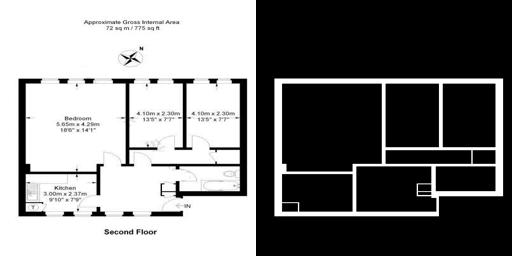 Approximate Gross Internal Area
72 sq m / 775 sq ft
N
Bedroom
5.65m x 4.29m
18'6" x 14'1"
4.10m x 2.30m
13'5" x 7'7"
4.10m x 2.30m
13'5" x 7'7"
Kitchen
3.00m x 2.37m
9'10" x 7'9"
T
IN
Second Floor